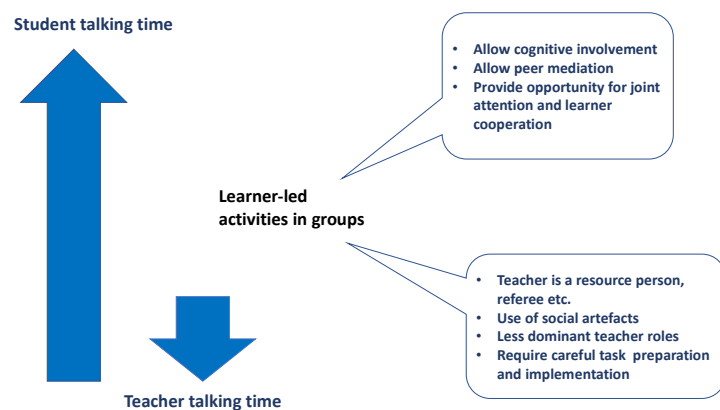 Student talking time
• Allow cognitive involvement
• Allow peer mediation
• Provide opportunity for joint
attention and learner
cooperation
Learner-led
activities in groups
• Teacher is a resource person,
referee etc.
• Use of social artefacts
• Less dominant teacher roles
• Require careful task preparation
and implementation
Teacher talking time